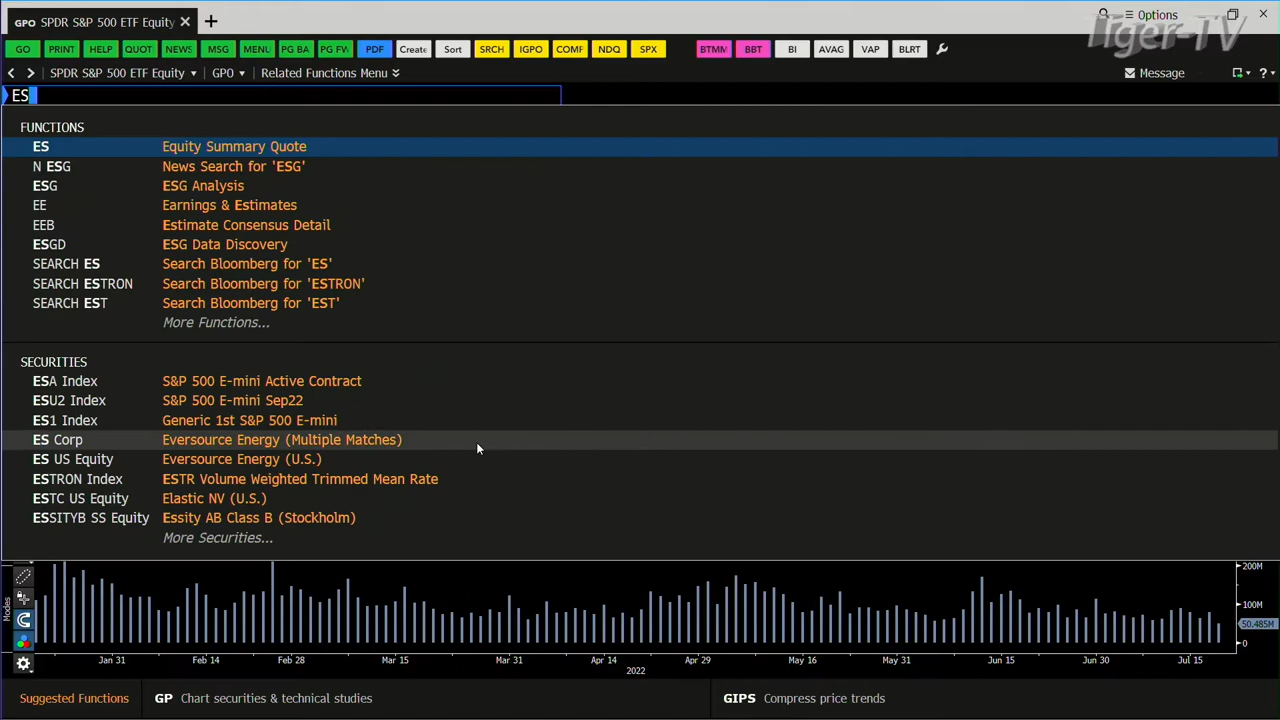 GPO SPDR S&P 500 ETF Equity
Options
Tiger-TV
GO PRINT HELP QUOT NEWS MSG MENU PG BA PG FW PDF Create Sort SRCH IGPO COMF NDQ SPX BTMM BBT BI AVAG VAP BLRT
SPDR S&P 500 ETF Equity GPO Related Functions Menu Message ?
ES
FUNCTIONS
ES Equity Summary Quote
N ESG News Search for 'ESG'
ESG ESG Analysis
EE Earnings & Estimates
EEB Estimate Consensus Detail
ESGD ESG Data Discovery
SEARCH ES Search Bloomberg for 'ES'
SEARCH ESTRON Search Bloomberg for 'ESTRON'
SEARCH EST Search Bloomberg for 'EST'
More Functions...
SECURITIES
ESA Index S&P 500 E-mini Active Contract
ESU2 Index S&P 500 E-mini Sep22
ES1 Index Generic 1st S&P 500 E-mini
ES Corp Eversource Energy (Multiple Matches)
ES US Equity Eversource Energy (U.S.)
ESTRON Index ESTR Volume Weighted Trimmed Mean Rate
ESTC US Equity Elastic NV (U.S.)
ESSITYB SS Equity Essity AB Class B (Stockholm)
More Securities...
200M
Modes
100M
50.485M
0
Jan 31 Feb 14 Feb 28 Mar 15 Mar 31 Apr 14 Apr 29 May 16 May 31 Jun 15 Jun 30 Jul 15
2022
Suggested Functions GP Chart securities & technical studies GIPS Compress price trends